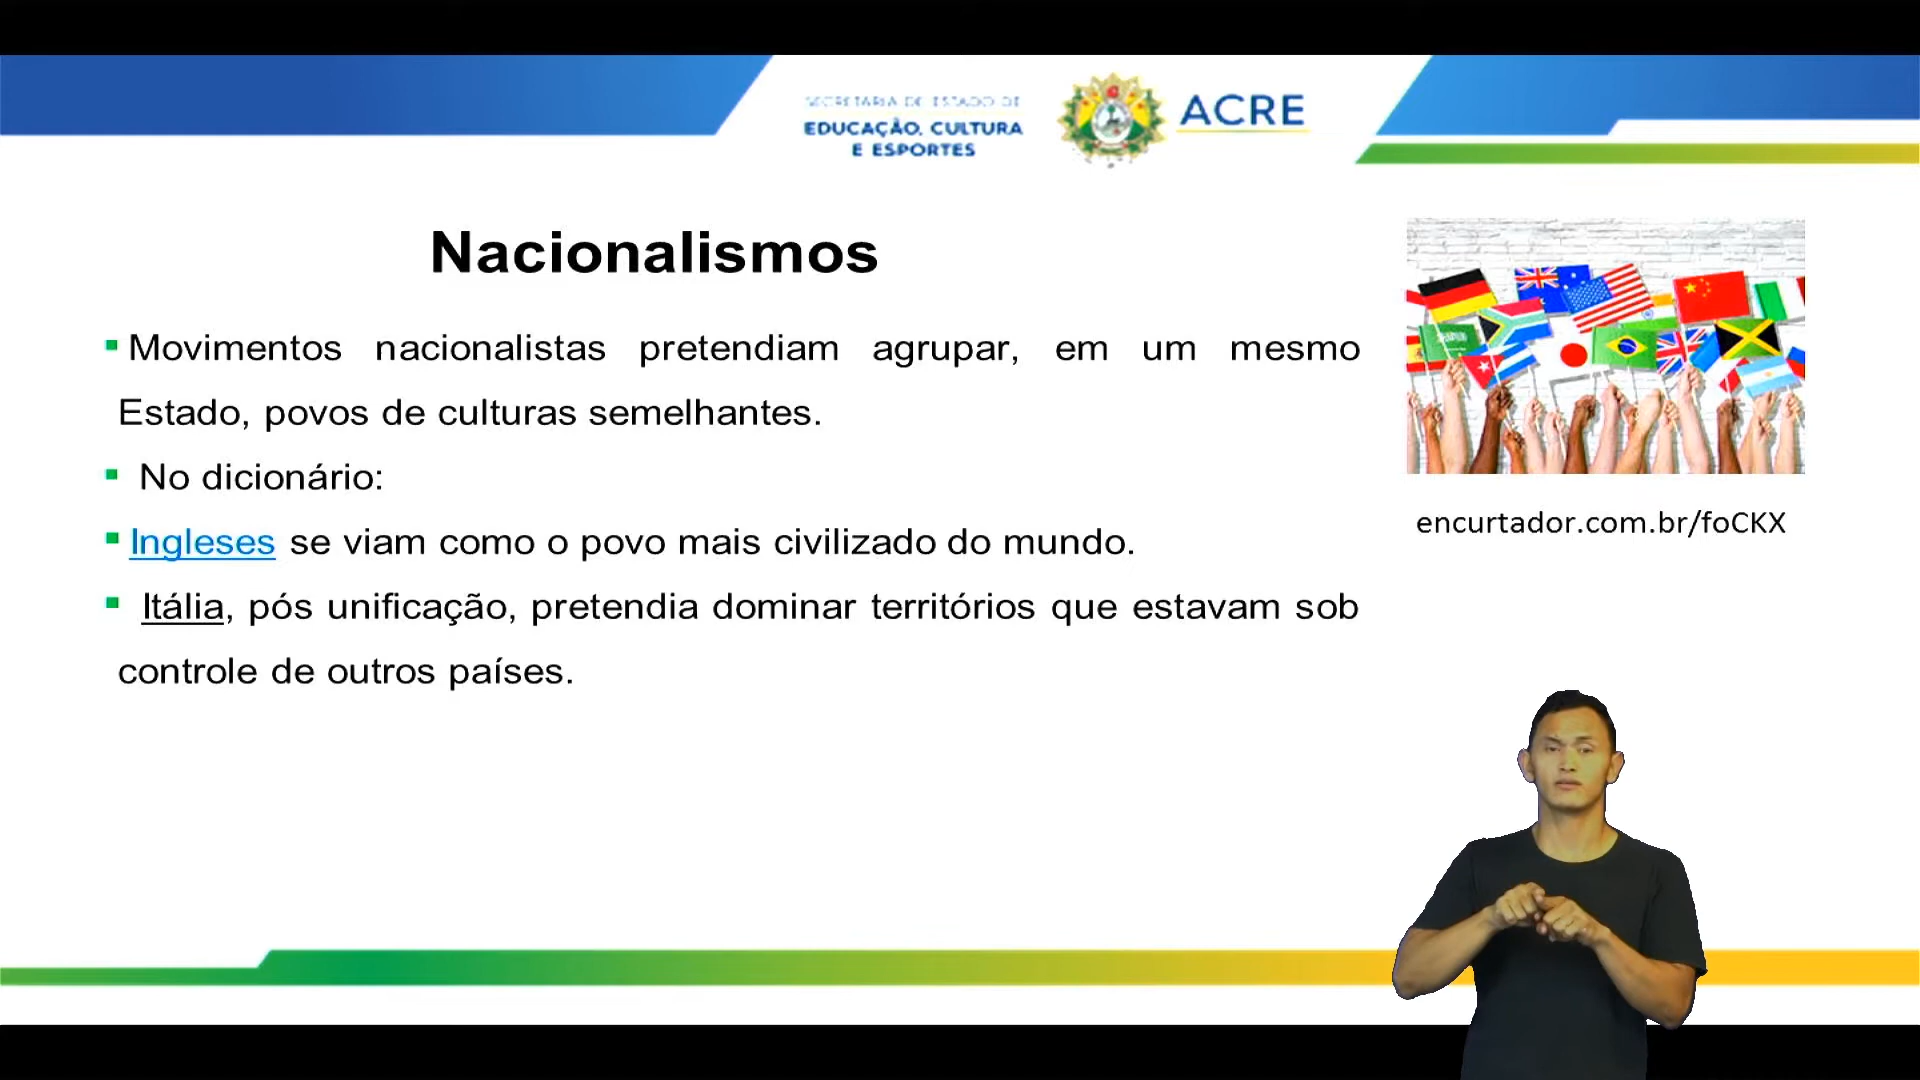 SECRETARIA DE ESTADO DE
EDUCAÇÃO, CULTURA
E ESPORTES
ACRE
Nacionalismos
Movimentos nacionalistas pretendiam agrupar, em um mesmo
Estado, povos de culturas semelhantes.
No dicionário:
Ingleses se viam como o povo mais civilizado do mundo.
Itália, pós unificação, pretendia dominar territórios que estavam sob
controle de outros países.
encurtador.com.br/foCKX